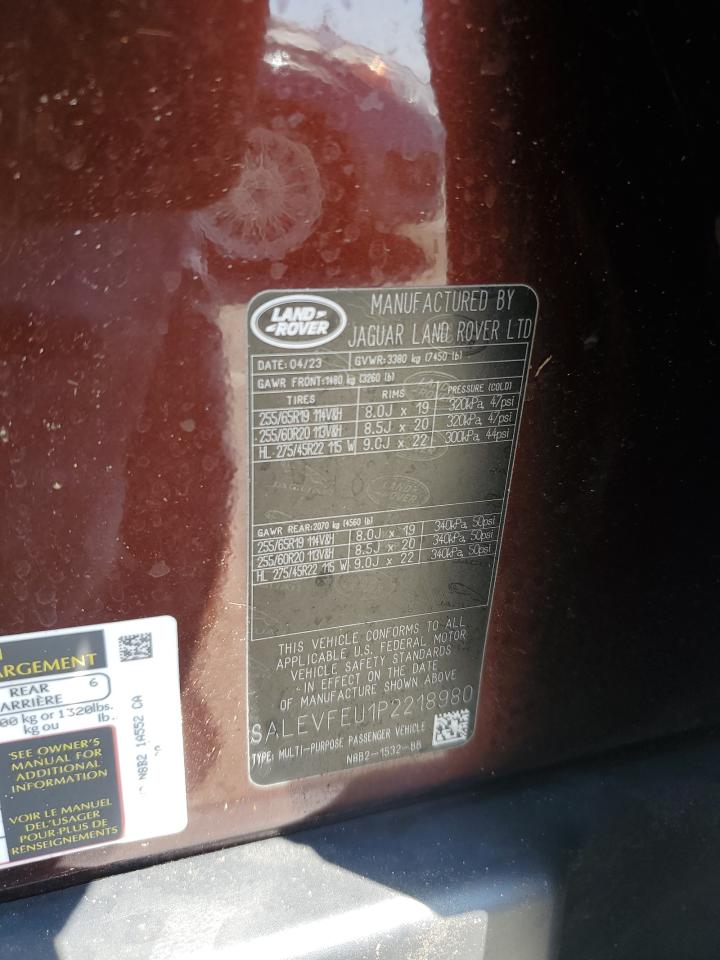 LAND ROVER
MANUFACTURED BY
JAGUAR LAND ROVER LTD
DATE: 04/23 GVWR: 3380 kg (7450 lb)
GAWR FRONT: 1480 kg (3260 lb)
TIRES RIMS PRESSURE (COLD)
255/65R19 114V&H 8.0J x 19 320kPa, 47psi
255/60R20 113V&H 8.5J x 20 320kPa, 47psi
HL 275/45R22 115 W 9.0J x 22 300kPa, 44psi
GAWR REAR: 2070 kg (4560 lb)
255/65R19 114V&H 8.0J x 19 340kPa, 50psi
255/60R20 113V&H 8.5J x 20 340kPa, 50psi
HL 275/45R22 115 W 9.0J x 22 340kPa, 50psi
THIS VEHICLE CONFORMS TO ALL
APPLICABLE U.S. FEDERAL MOTOR
VEHICLE SAFETY STANDARDS
IN EFFECT ON THE DATE
OF MANUFACTURE SHOWN ABOVE
SALEVFEU1P2218980
TYPE: MULTI-PURPOSE PASSENGER VEHICLE
N8B2-1532-BB
REAR 6
ARRIÈRE
kg or 1320lbs.
kg ou lb.
SEE OWNER'S
MANUAL FOR
ADDITIONAL
INFORMATION
VOIR LE MANUEL
DEL'USAGER
POUR PLUS DE
RENSEIGNEMENTS
N8B2 1A552 CA